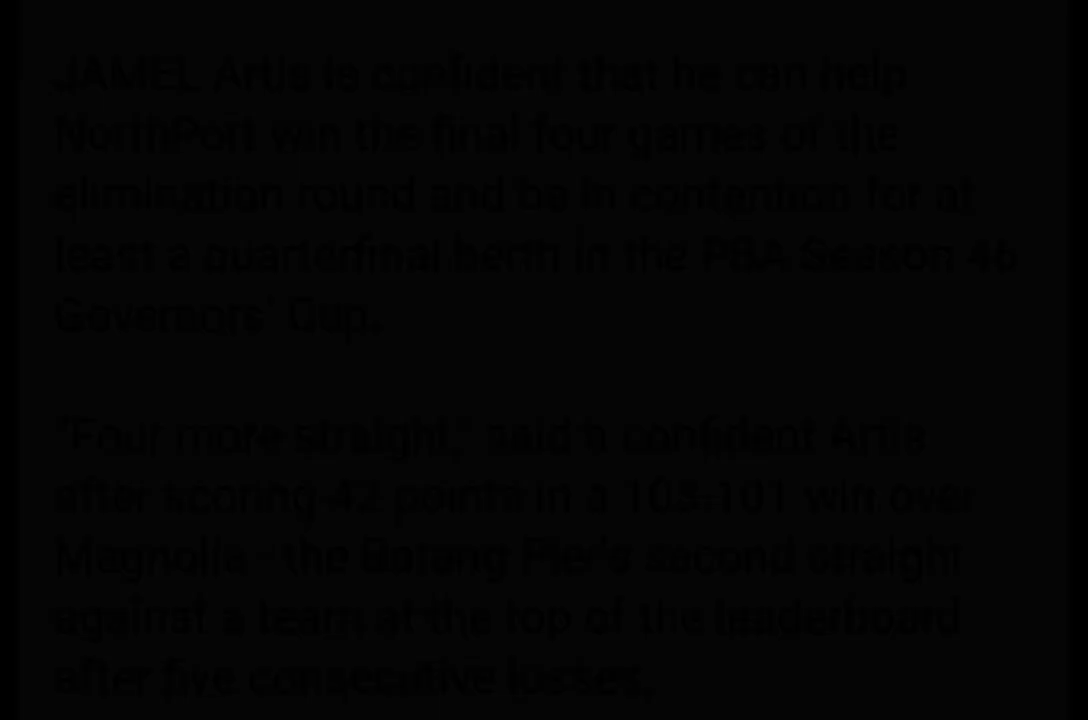 JAMEL Artis is confident that he can help
NorthPort win the final four games of the
elimination round and be in contention for at
least a quarterfinal berth in the PBA Season 46
Governors' Cup.
"Four more straight," said a confident Artis
after scoring 42 points in a 103-101 win over
Magnolia - the Batang Pier's second straight
against a team at the top of the leaderboard
after five consecutive losses.